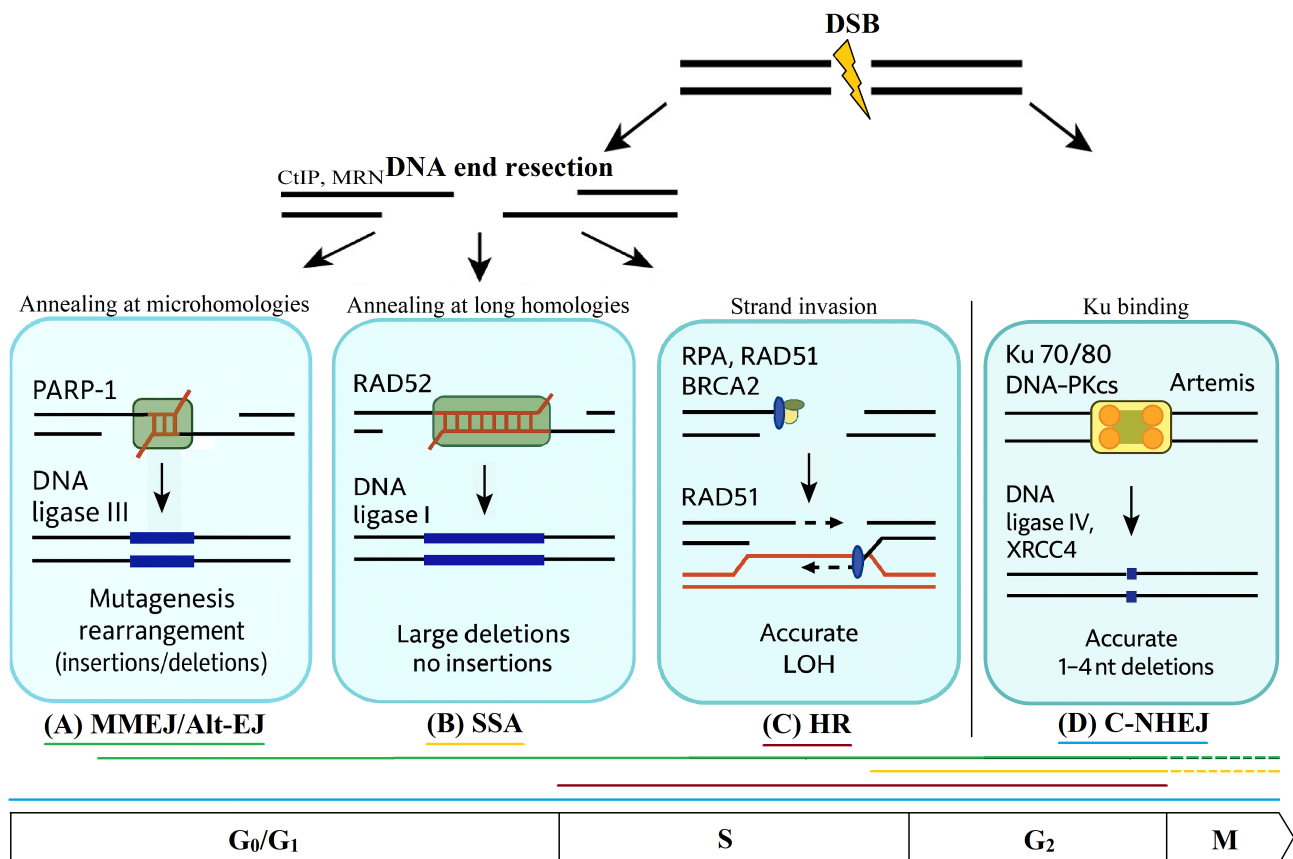 DSB
CtIP, MRN DNA end resection
Annealing at microhomologies
Annealing at long homologies
Strand invasion
Ku binding
PARP-1
DNA
ligase III
Mutagenesis
rearrangement
(insertions/deletions)
RAD52
DNA
ligase I
Large deletions
no insertions
RPA, RAD51
BRCA2
RAD51
Accurate
LOH
Ku 70/80
DNA-PKcs
Artemis
DNA
ligase IV,
XRCC4
Accurate
1–4 nt deletions
(A) MMEJ/Alt-EJ
(B) SSA
(C) HR
(D) C-NHEJ
G₀/G₁
S
G₂
M